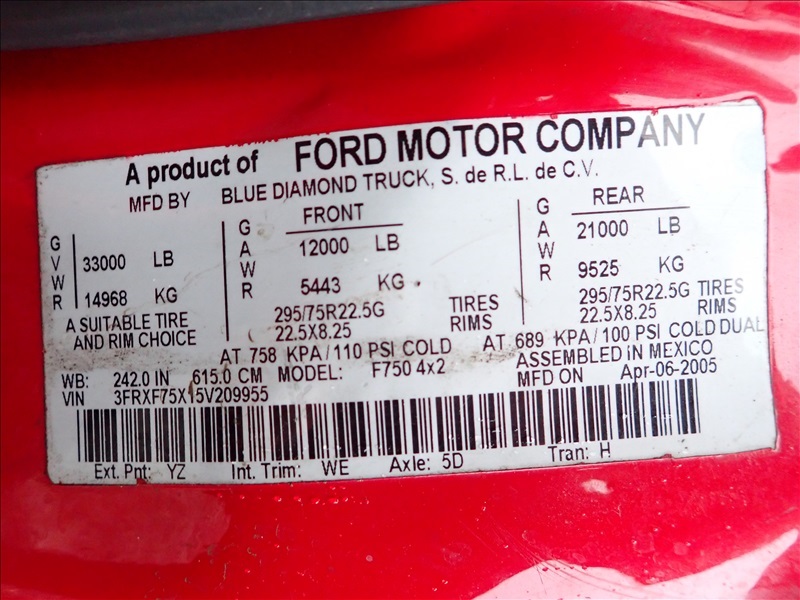 A product of FORD MOTOR COMPANY
MFD BY BLUE DIAMOND TRUCK, S. de R.L. de C.V.
GVWR 33000 LB
14968 KG
A SUITABLE TIRE
AND RIM CHOICE
FRONT
GAWR 12000 LB
5443 KG
295/75R22.5G TIRES
22.5X8.25 RIMS
AT 758 KPA/110 PSI COLD
REAR
GAWR 21000 LB
9525 KG
295/75R22.5G TIRES
22.5X8.25 RIMS
AT 689 KPA/100 PSI COLD DUAL
ASSEMBLED IN MEXICO
WB: 242.0 IN 615.0 CM MODEL: F750 4x2 MFD ON Apr-06-2005
VIN 3FRXF75X15V209955
Ext. Pnt: YZ Int. Trim: WE Axle: 5D Tran: H